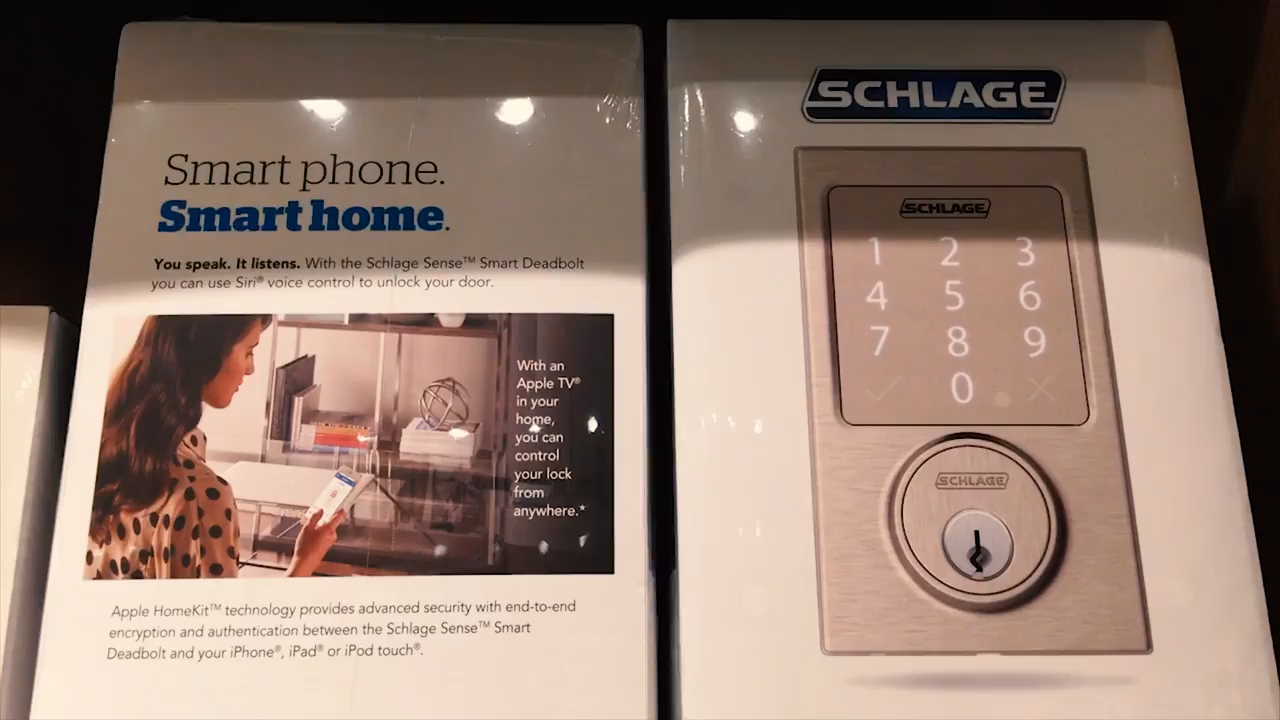 Smart phone.
Smart home.
You speak. It listens. With the Schlage Sense™ Smart Deadbolt
you can use Siri® voice control to unlock your door.
With an
Apple TV®
in your
home,
you can
control
your lock
from
anywhere.*
Apple HomeKit™ technology provides advanced security with end-to-end
encryption and authentication between the Schlage Sense™ Smart
Deadbolt and your iPhone®, iPad® or iPod touch®.
SCHLAGE
SCHLAGE
1 2 3
4 5 6
7 8 9
0
SCHLAGE